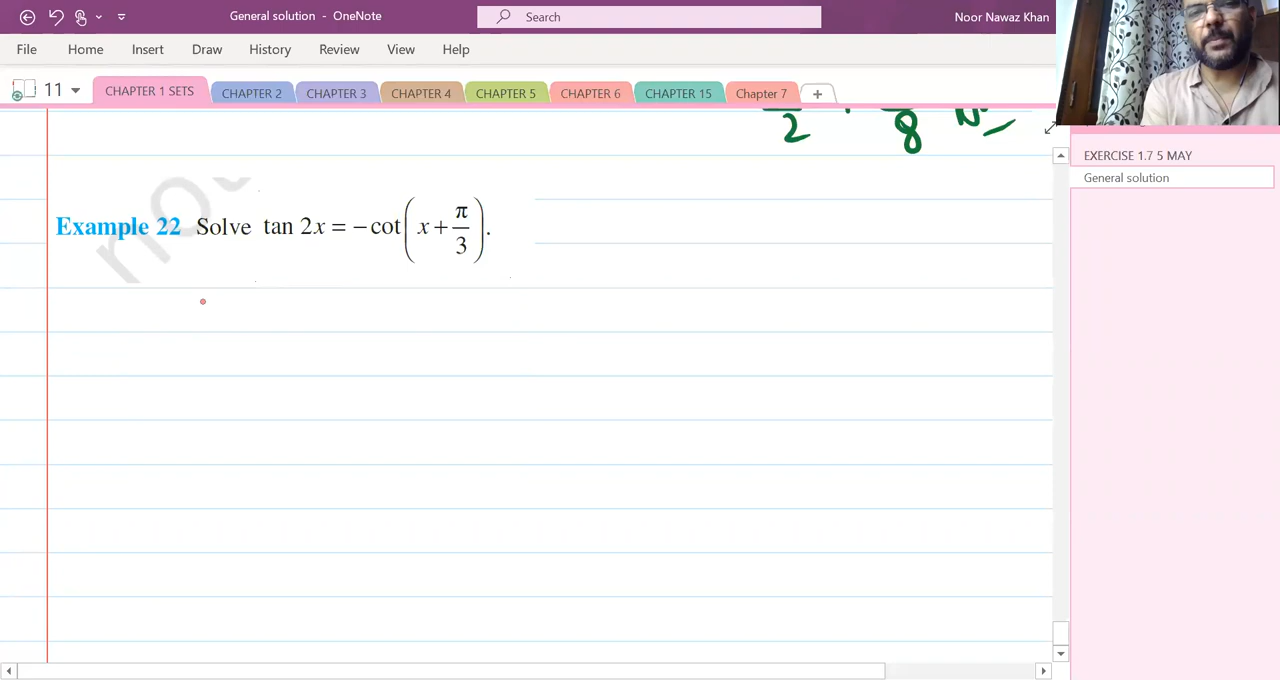 General solution - OneNote
Search
Noor Nawaz Khan
File Home Insert Draw History Review View Help
11 CHAPTER 1 SETS CHAPTER 2 CHAPTER 3 CHAPTER 4 CHAPTER 5 CHAPTER 6 CHAPTER 15 Chapter 7 +
2 8
EXERCISE 1.7 5 MAY
General solution
Example 22 Solve tan 2x = −cot(x + π/3).